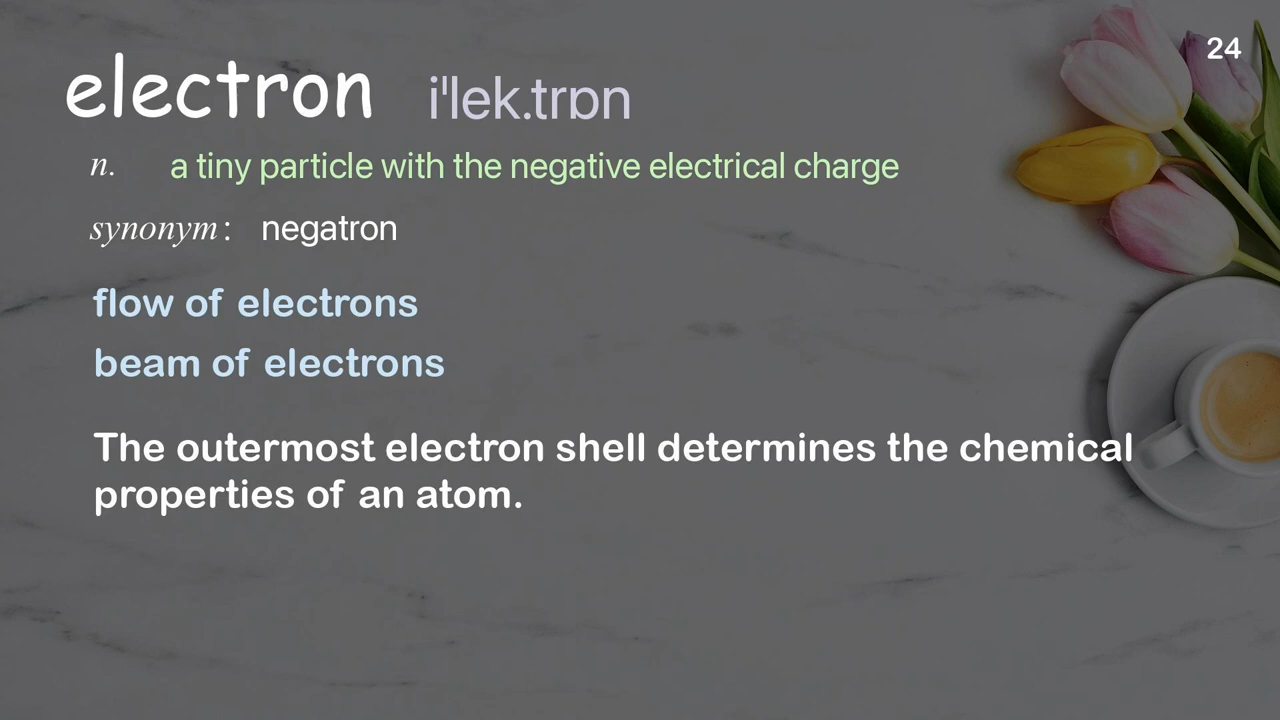 24
electron iˈlek.trɒn
n. a tiny particle with the negative electrical charge
synonym: negatron
flow of electrons
beam of electrons
The outermost electron shell determines the chemical
properties of an atom.